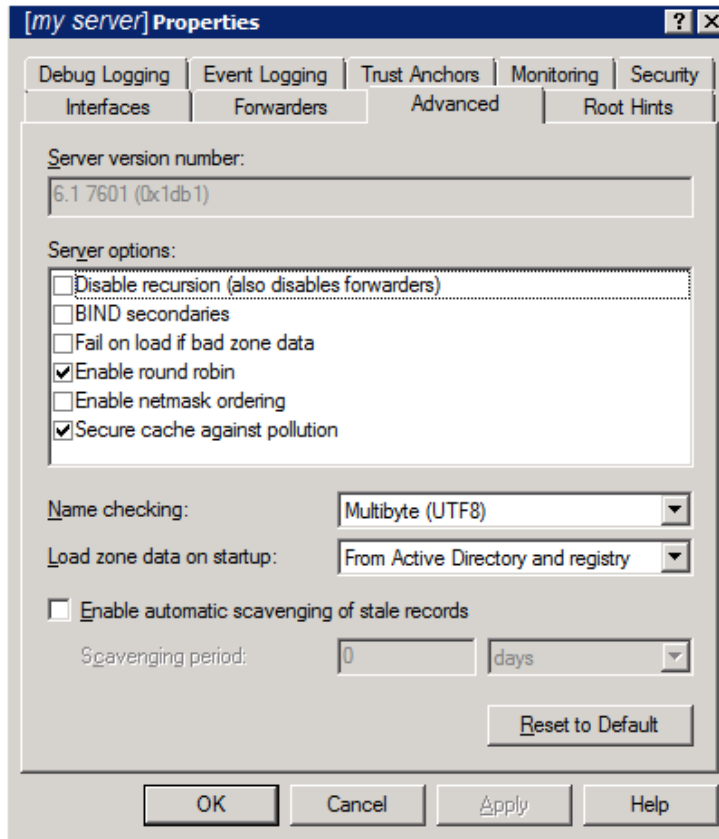 [my server] Properties
Debug Logging Event Logging Trust Anchors Monitoring Security
Interfaces Forwarders Advanced Root Hints
Server version number:
6.1 7601 (0x1db1)
Server options:
Disable recursion (also disables forwarders)
BIND secondaries
Fail on load if bad zone data
Enable round robin
Enable netmask ordering
Secure cache against pollution
Name checking: Multibyte (UTF8)
Load zone data on startup: From Active Directory and registry
Enable automatic scavenging of stale records
Scavenging period: 0 days
Reset to Default
OK Cancel Apply Help